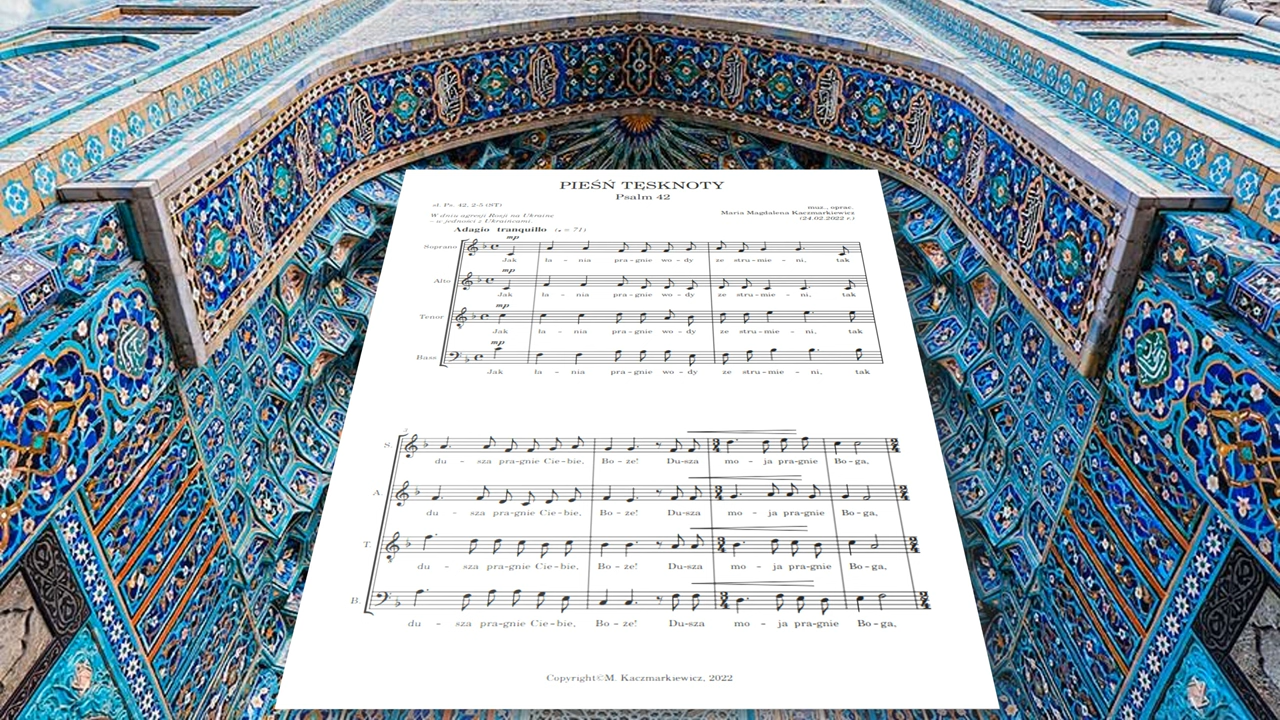 PIEŚŃ TĘSKNOTY
Psalm 42
sł. Ps. 42, 2-5 (ST)
muz., oprac.
Maria Magdalena Kaczmarkiewicz
(24.02.2022 r.)
W dniu agresji Rosji na Ukrainę
- w jedności z Ukraińcami.
Adagio tranquillo (♩ = 71)
mp
Soprano
Jak ła - nia pra-gnie wo-dy ze stru-mie - ni, tak
mp
Alto
Jak ła - nia pra-gnie wo-dy ze stru-mie - ni, tak
mp
Tenor
Jak ła - nia pra-gnie wo-dy ze stru-mie - ni, tak
mp
Bass
Jak ła - nia pra-gnie wo-dy ze stru-mie - ni, tak
S.
du - sza pra-gnie Cie-bie, Bo - że! Du-sza mo - ja pra-gnie Bo-ga,
A.
du - sza pra-gnie Cie-bie, Bo - że! Du-sza mo - ja pra-gnie Bo-ga,
T.
du - sza pra-gnie Cie-bie, Bo - że! Du-sza mo - ja pra-gnie Bo-ga,
B.
du - sza pra-gnie Cie-bie, Bo - że! Du-sza mo - ja pra-gnie Bo-ga,
Copyright©M. Kaczmarkiewicz, 2022